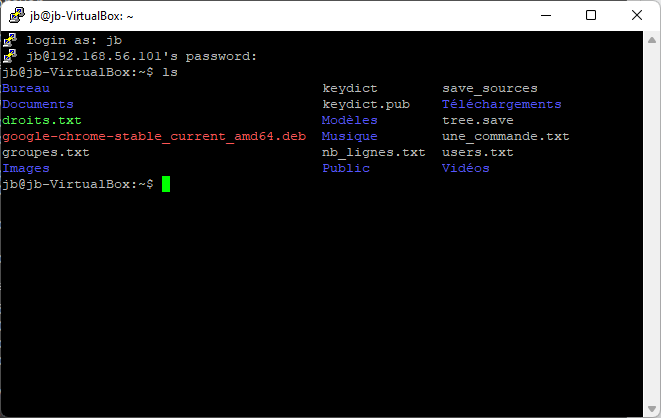 jb@jb-VirtualBox: ~
login as: jb
jb@192.168.56.101's password:
jb@jb-VirtualBox:~$ ls
Bureau keydict save_sources
Documents keydict.pub Téléchargements
droits.txt Modèles tree.save
google-chrome-stable_current_amd64.deb Musique une_commande.txt
groupes.txt nb_lignes.txt users.txt
Images Public Vidéos
jb@jb-VirtualBox:~$